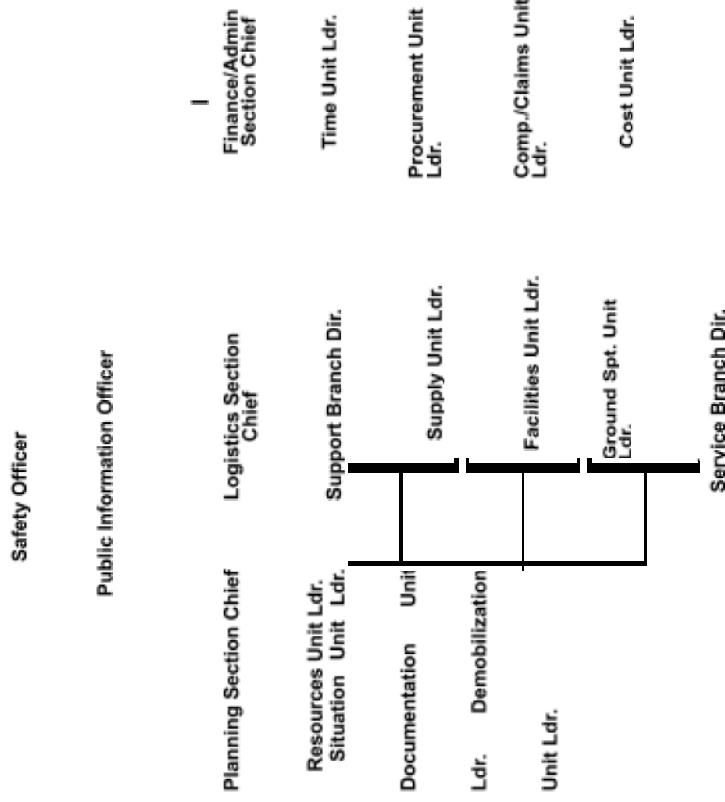 Safety Officer
Public Information Officer
Planning Section Chief
Resources Unit Ldr.
Situation Unit Ldr.
Documentation Unit
Ldr. Demobilization
Unit Ldr.
Logistics Section
Chief
Support Branch Dir.
Supply Unit Ldr.
Facilities Unit Ldr.
Ground Spt. Unit
Ldr.
Service Branch Dir.
Finance/Admin
Section Chief
Time Unit Ldr.
Procurement Unit
Ldr.
Comp./Claims Unit
Ldr.
Cost Unit Ldr.